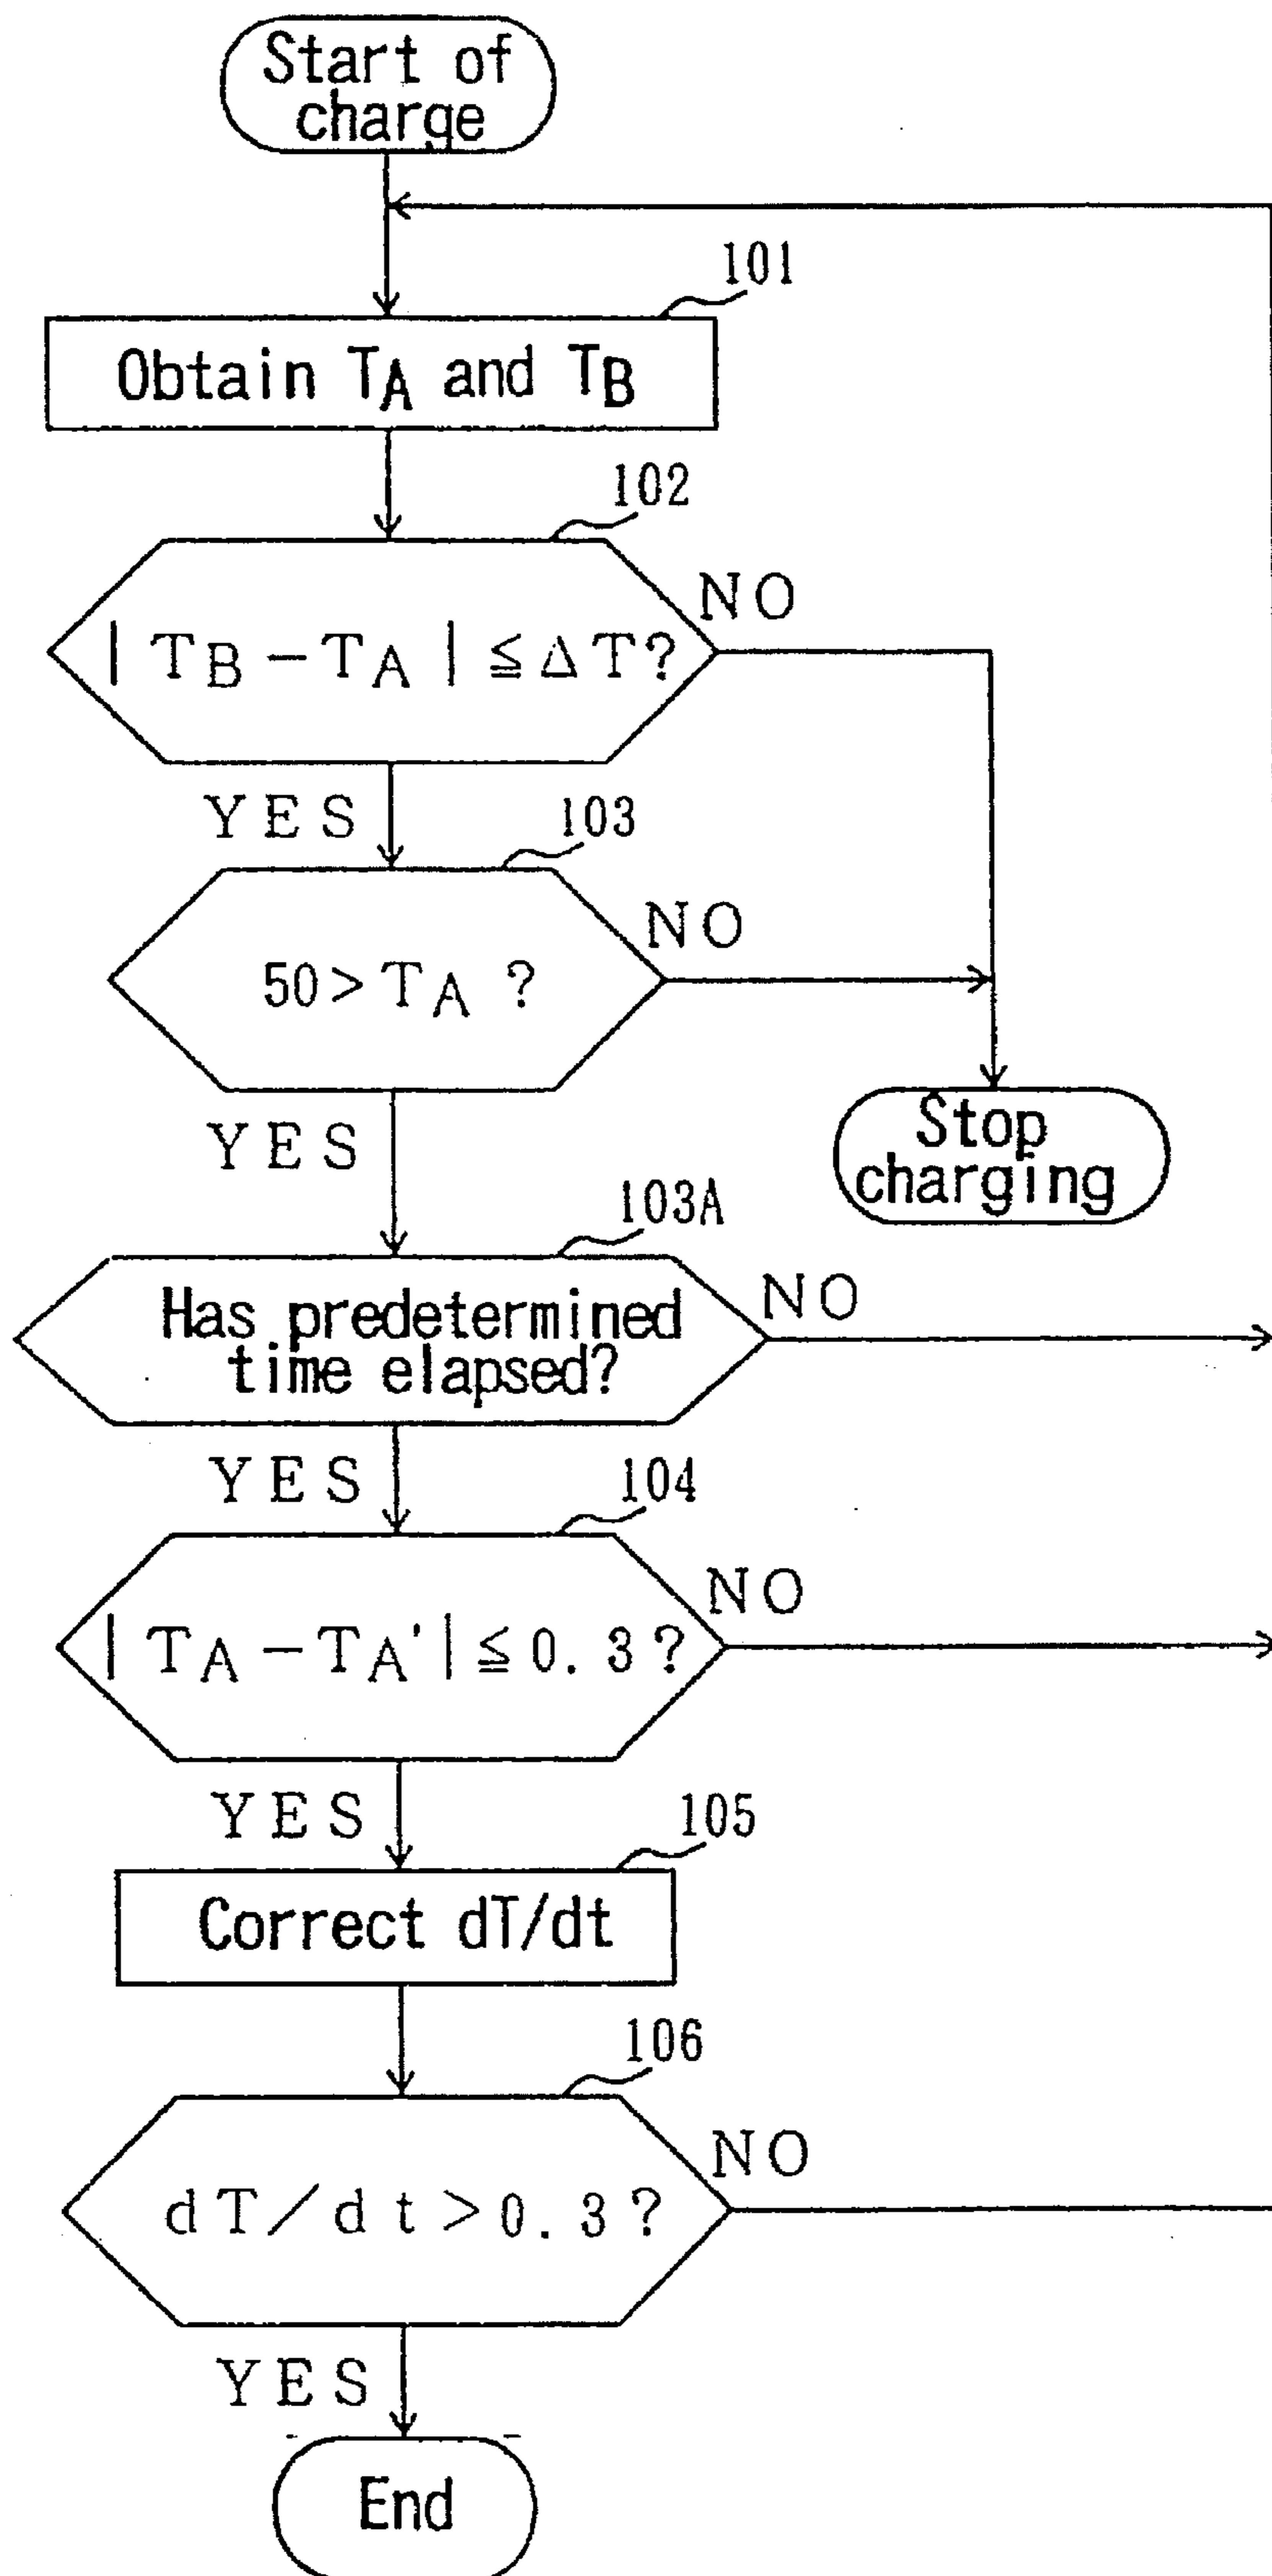 Start of
charge
101
Obtain TA and TB
102
| TB - TA | ≦ ΔT?
NO
YES
103
50 > TA ?
NO
YES
Stop
charging
103A
Has predetermined
time elapsed?
NO
YES
104
| TA - TA' | ≦ 0.3?
NO
YES
105
Correct dT/dt
106
dT/dt > 0.3?
NO
YES
End